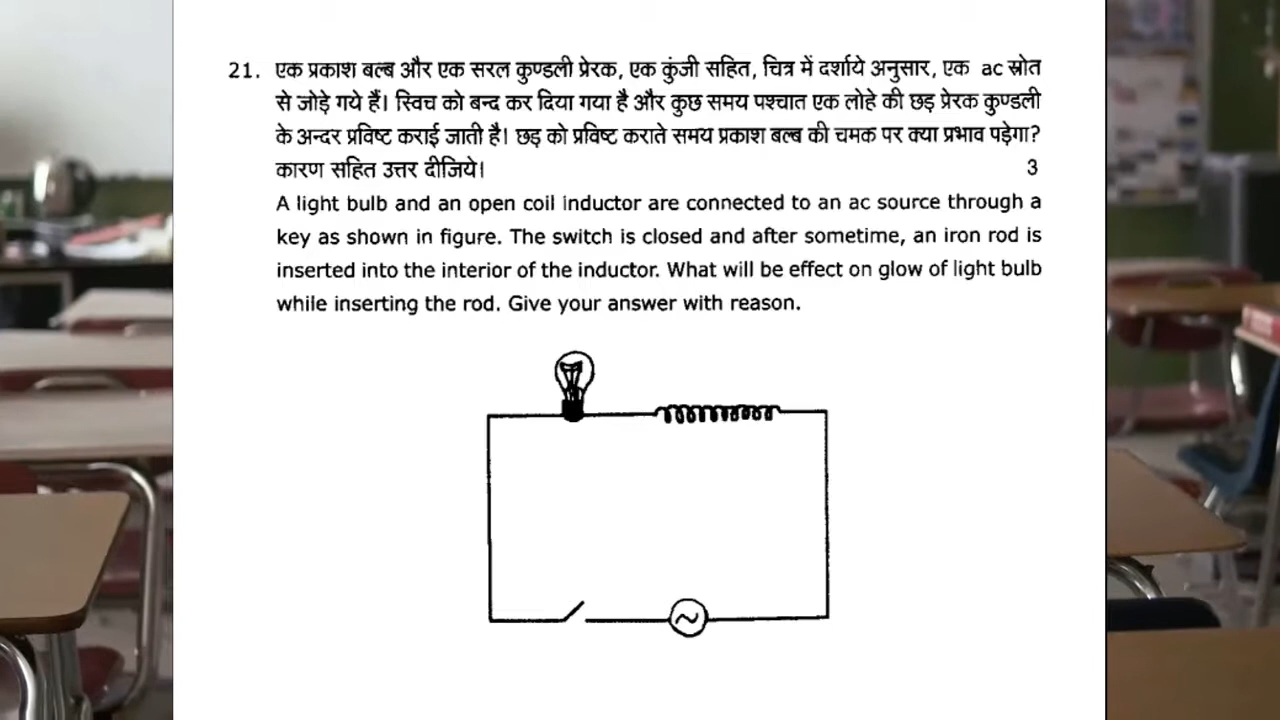 21. एक प्रकाश बल्ब और एक सरल कुण्डली प्रेरक, एक कुंजी सहित, चित्र में दर्शाये अनुसार, एक ac स्रोत
से जोड़े गये हैं। स्विच को बन्द कर दिया गया है और कुछ समय पश्चात एक लोहे की छड़ प्रेरक कुण्डली
के अन्दर प्रविष्ट कराई जाती है। छड़ को प्रविष्ट कराते समय प्रकाश बल्ब की चमक पर क्या प्रभाव पड़ेगा?
कारण सहित उत्तर दीजिये। 3
A light bulb and an open coil inductor are connected to an ac source through a
key as shown in figure. The switch is closed and after sometime, an iron rod is
inserted into the interior of the inductor. What will be effect on glow of light bulb
while inserting the rod. Give your answer with reason.